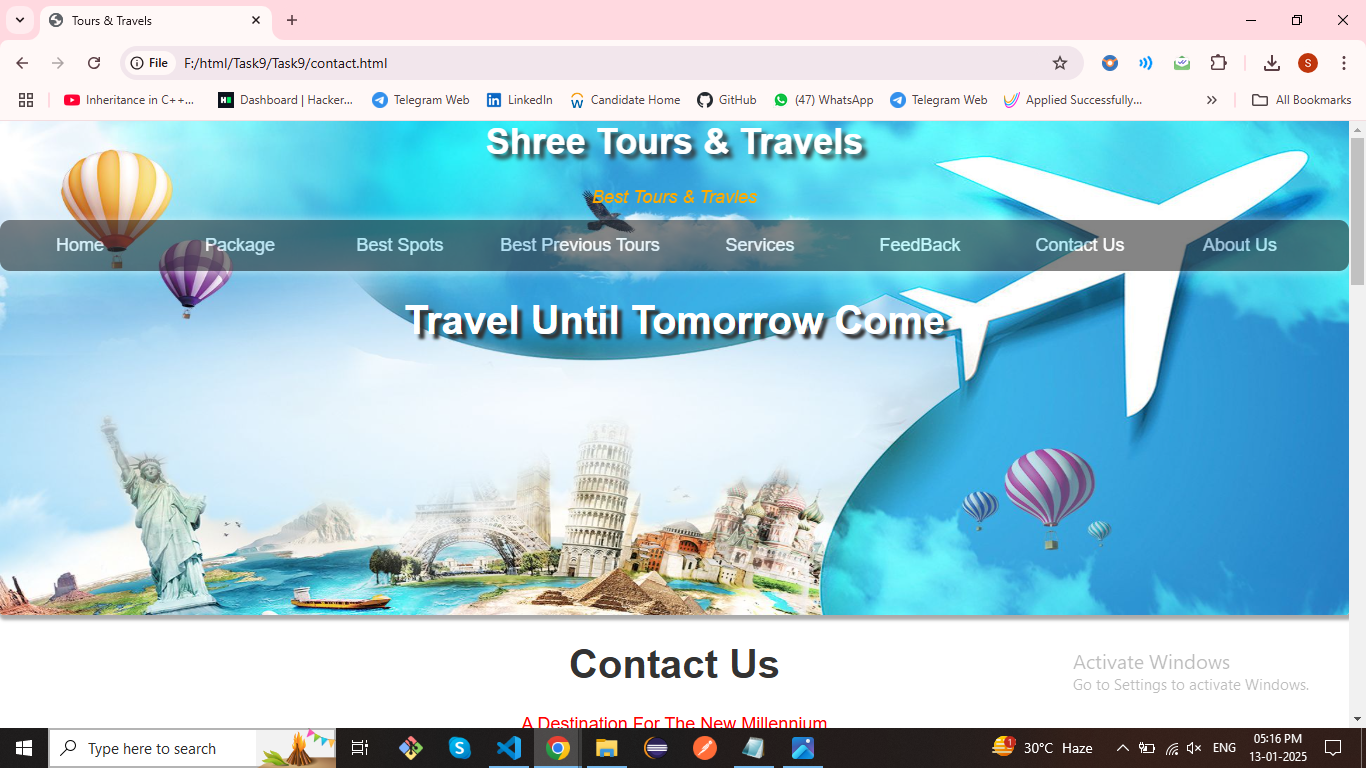 Tours & Travels
File F:/html/Task9/Task9/contact.html S
Inheritance in C++... Dashboard | Hacker... Telegram Web LinkedIn Candidate Home GitHub (47) WhatsApp Telegram Web Applied Successfully... All Bookmarks
Shree Tours & Travels
Best Tours & Travles
Home Package Best Spots Best Previous Tours Services FeedBack Contact Us About Us
Travel Until Tomorrow Come
Contact Us
Activate Windows
Go to Settings to activate Windows.
A Destination For The New Millennium
Type here to search 1 30°C Haze ENG 05:16 PM
13-01-2025